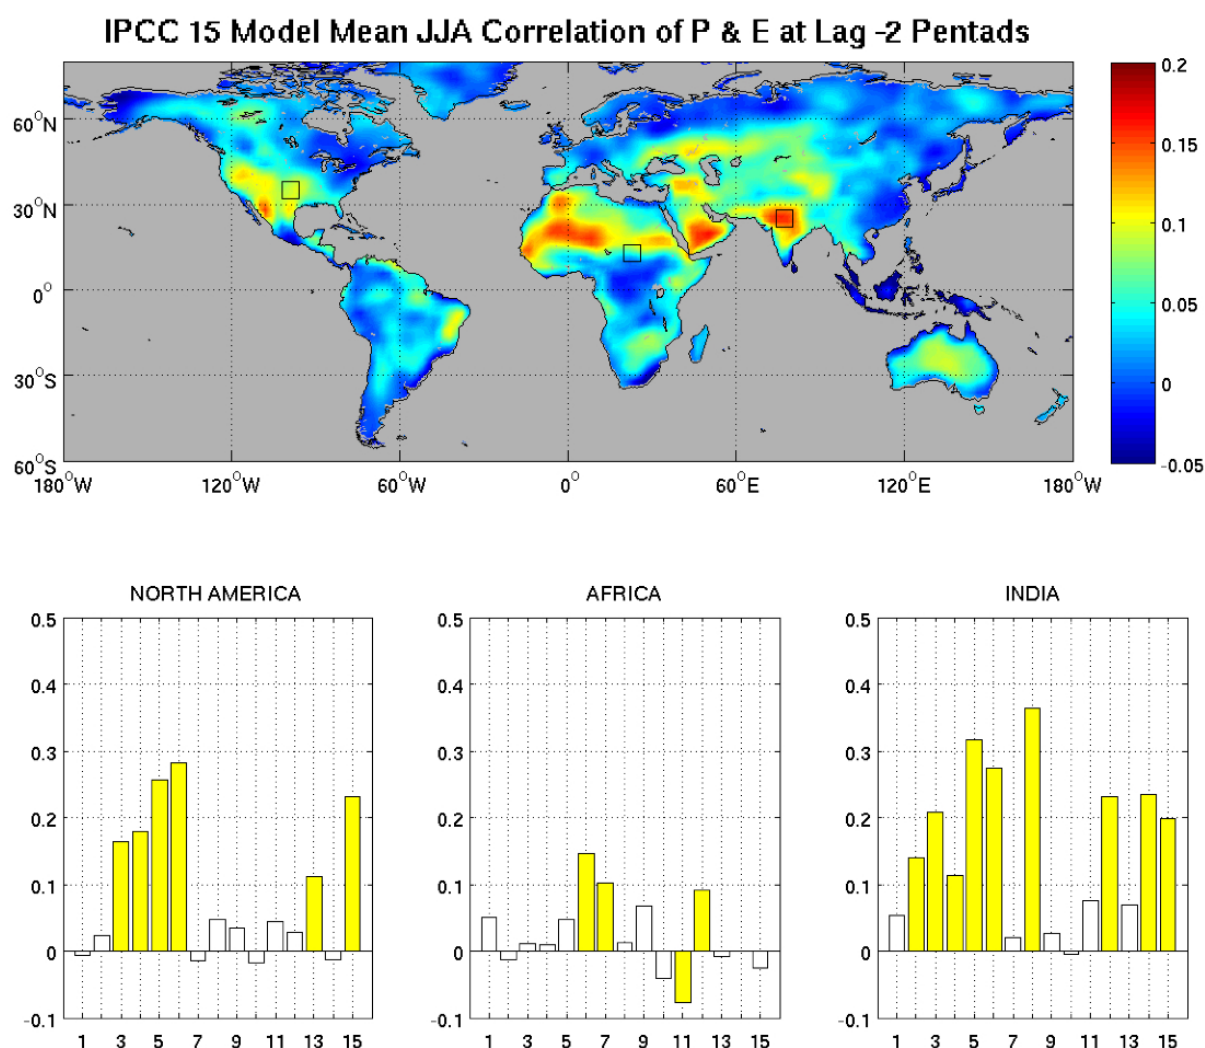 IPCC 15 Model Mean JJA Correlation of P & E at Lag -2 Pentads
60°N
30°N
0°
30°S
60°S
180°W 120°W 60°W 0° 60°E 120°E 180°W
0.2
0.15
0.1
0.05
0
-0.05
NORTH AMERICA
0.5
0.4
0.3
0.2
0.1
0
-0.1
1 3 5 7 9 11 13 15
AFRICA
0.5
0.4
0.3
0.2
0.1
0
-0.1
1 3 5 7 9 11 13 15
INDIA
0.5
0.4
0.3
0.2
0.1
0
-0.1
1 3 5 7 9 11 13 15